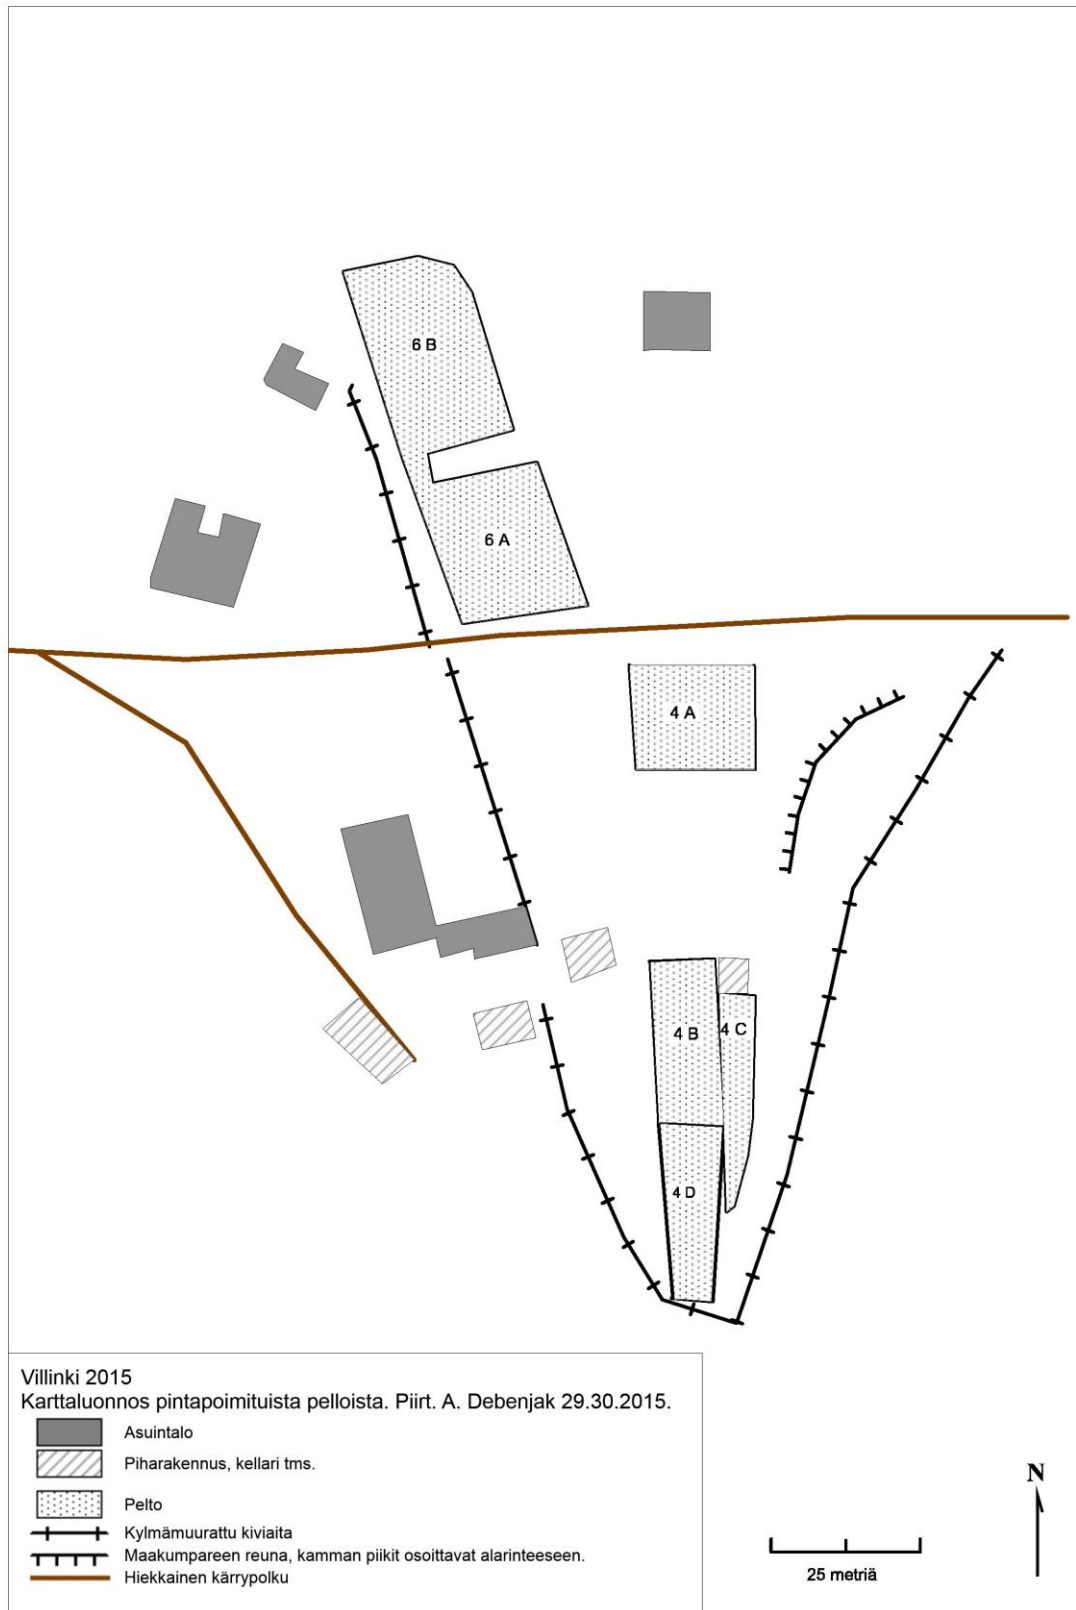 6 B
6 A
4 A
4 B
4 C
4 D
Villinki 2015
Karttaluonnos pintapoimituista pelloista. Piirt. A. Debenjak 29.30.2015.
Asuintalo
Piharakennus, kellari tms.
Pelto
Kylmämuurattu kiviaita
Maakumpareen reuna, kamman piikit osoittavat alarinteeseen.
Hiekkainen kärrypolku
25 metriä
N